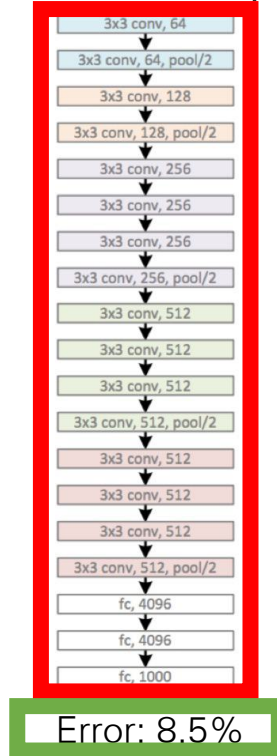 3x3 conv, 64
3x3 conv, 64, pool/2
3x3 conv, 128
3x3 conv, 128, pool/2
3x3 conv, 256
3x3 conv, 256
3x3 conv, 256
3x3 conv, 256, pool/2
3x3 conv, 512
3x3 conv, 512
3x3 conv, 512
3x3 conv, 512, pool/2
3x3 conv, 512
3x3 conv, 512
3x3 conv, 512
3x3 conv, 512, pool/2
fc, 4096
fc, 4096
fc, 1000
Error: 8.5%